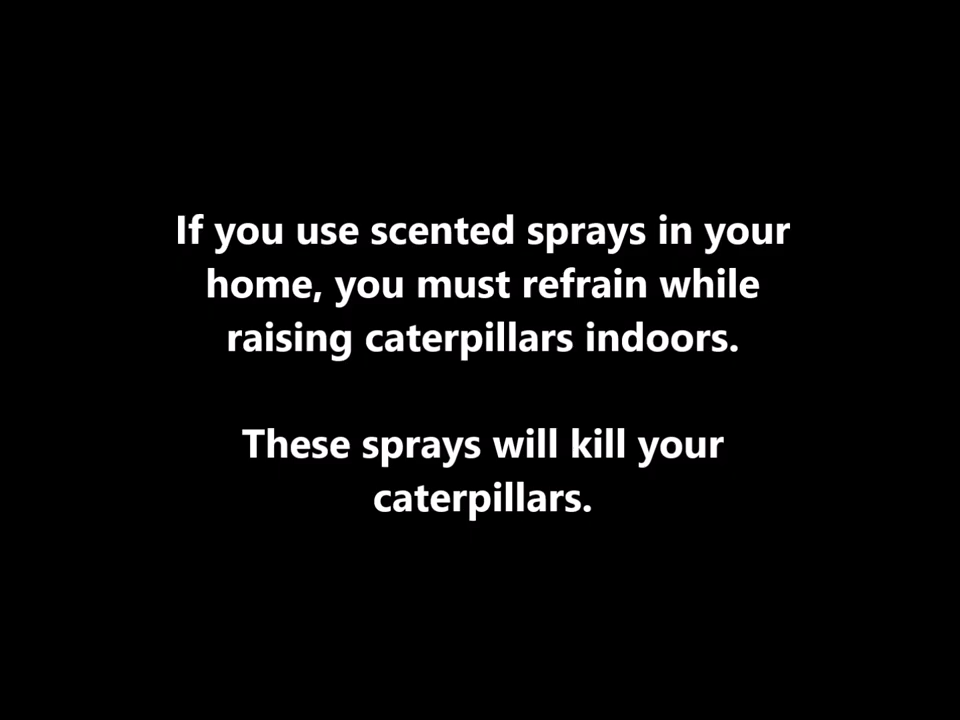 If you use scented sprays in your
home, you must refrain while
raising caterpillars indoors.
These sprays will kill your
caterpillars.